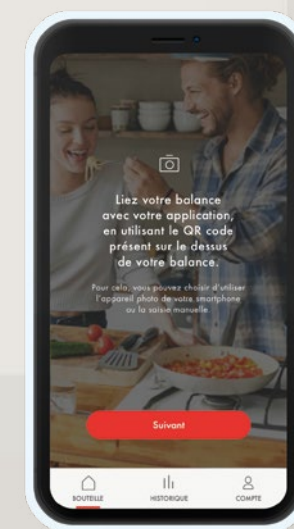 Liez votre balance
avec votre application,
en utilisant le QR code
présent sur le dessus
de votre balance.
Pour cela, vous pouvez choisir d'utiliser
l'appareil photo de votre smartphone
ou la saisie manuelle.
Suivant
BOUTEILLE HISTORIQUE COMPTE